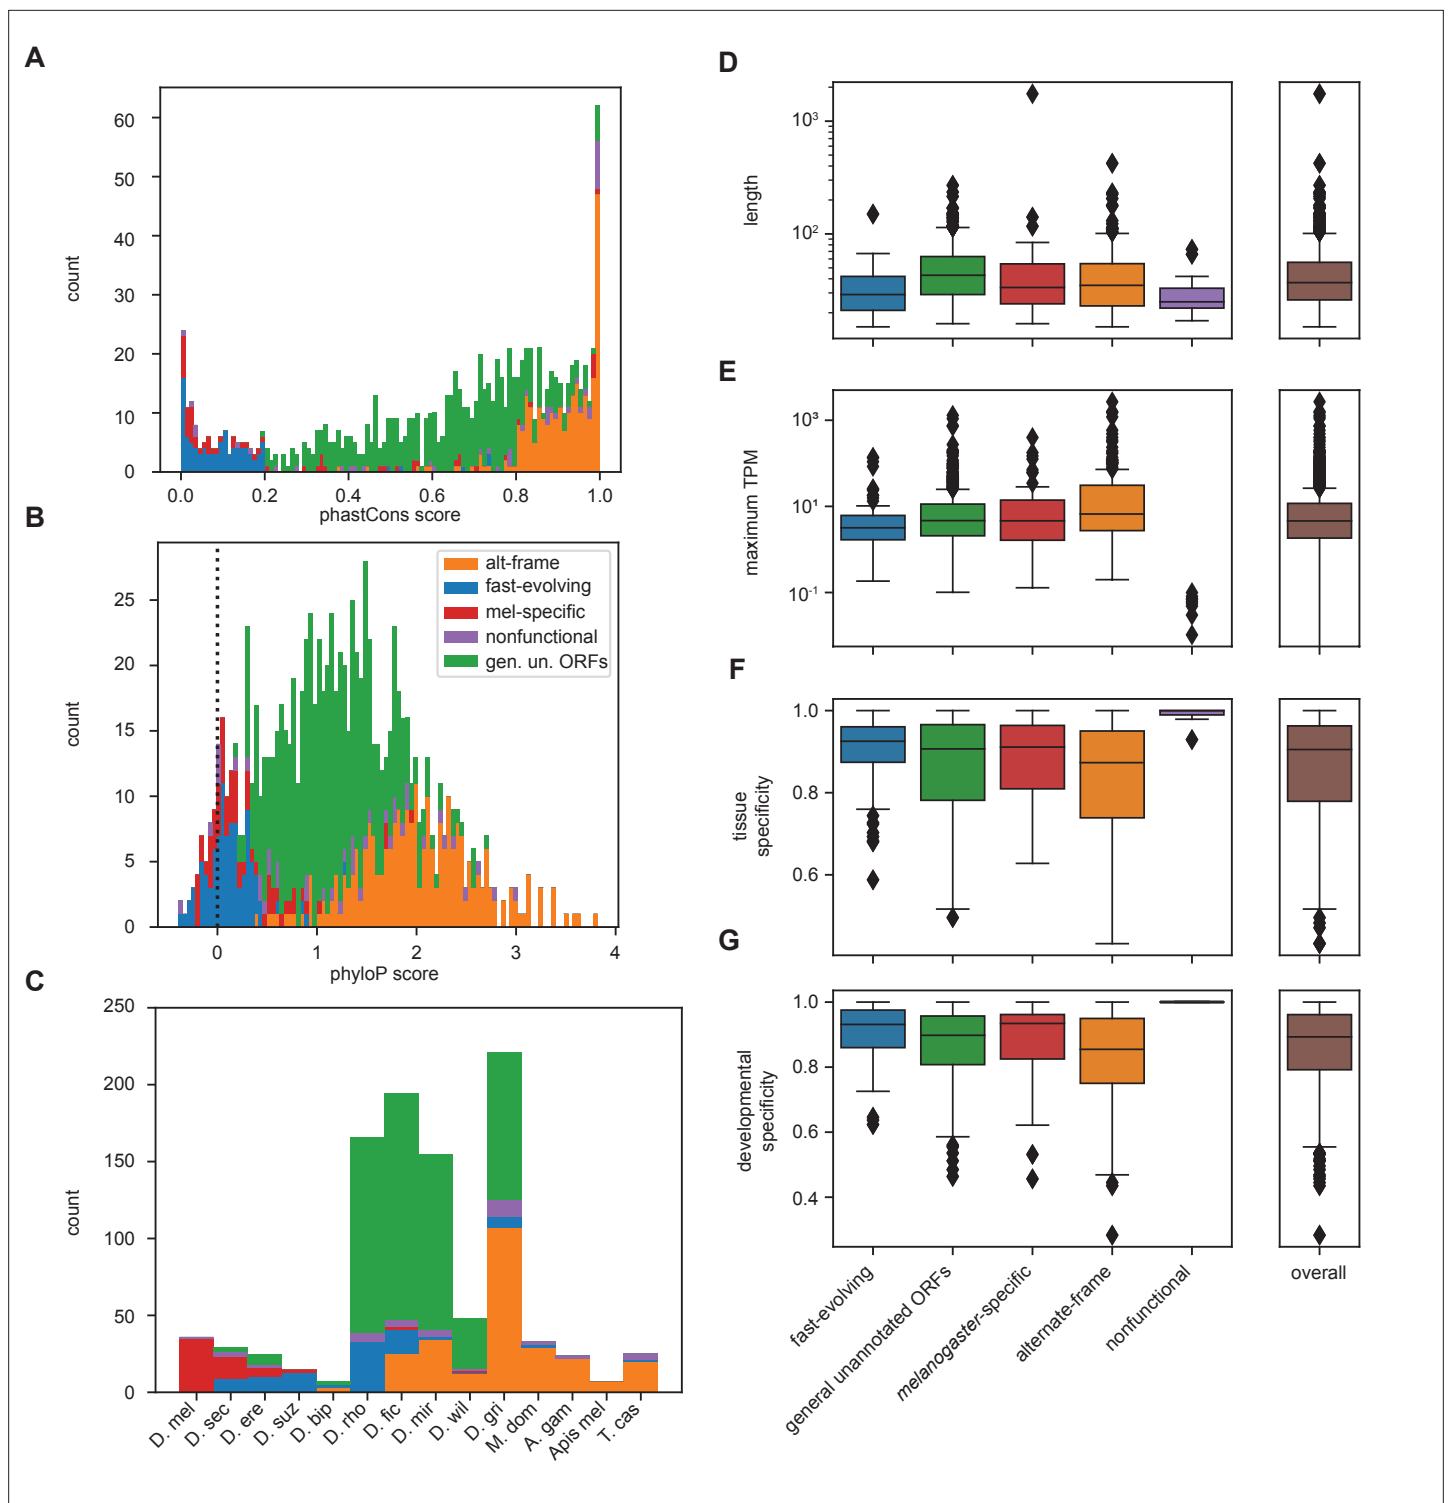 A
count
60
50
40
30
20
10
0
0.0 0.2 0.4 0.6 0.8 1.0
phastCons score
B
alt-frame
fast-evolving
mel-specific
nonfunctional
gen. un. ORFs
count
25
20
15
10
5
0
0 1 2 3 4
phyloP score
C
count
250
200
150
100
50
0
D. mel
D. sec
D. ere
D. suz
D. bip
D. rho
D. fic
D. mir
D. wil
D. gri
M. dom
A. gam
Apis mel
T. cas
D
length
10³
10²
E
maximum TPM
10³
10¹
10⁻¹
F
tissue
specificity
1.0
0.8
0.6
G
developmental
specificity
1.0
0.8
0.6
0.4
fast-evolving
general unannotated ORFs
melanogaster-specific
alternate-frame
nonfunctional
overall